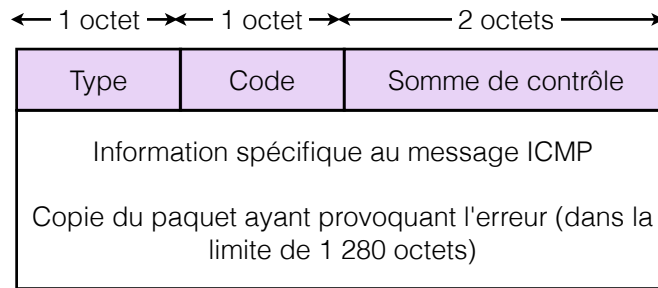 1 octet 1 octet 2 octets
Type Code Somme de contrôle
Information spécifique au message ICMP
Copie du paquet ayant provoquant l'erreur (dans la
limite de 1 280 octets)